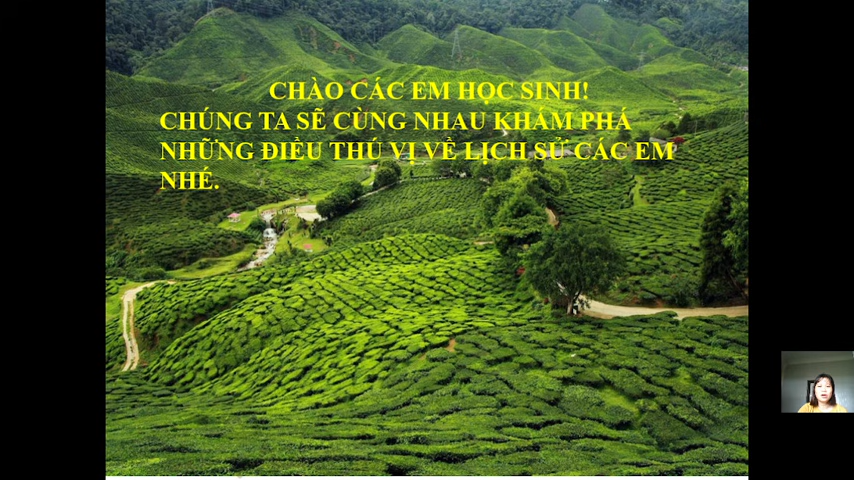 CHÀO CÁC EM HỌC SINH!
CHÚNG TA SẼ CÙNG NHAU KHÁM PHÁ
NHỮNG ĐIỀU THÚ VỊ VỀ LỊCH SỬ CÁC EM
NHÉ.